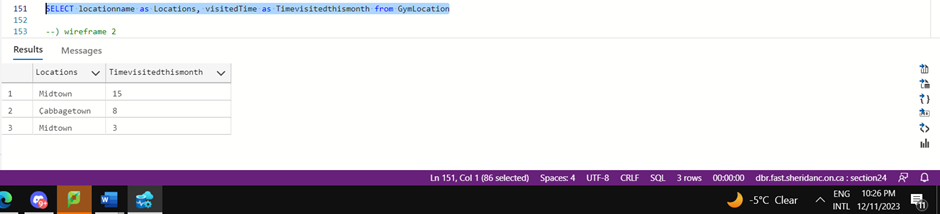 151 SELECT locationname as Locations, visitedTime as Timevisitedthismonth from GymLocation
152
153 --) wireframe 2
Results Messages
Locations Timevisitedthismonth
1 Midtown 15
2 Cabbagetown 8
3 Midtown 3
Ln 151, Col 1 (86 selected) Spaces: 4 UTF-8 CRLF SQL 3 rows 00:00:00 dbr.fast.sheridanc.on.ca : section24
-5°C Clear ENG INTL 10:26 PM 12/11/2023 11